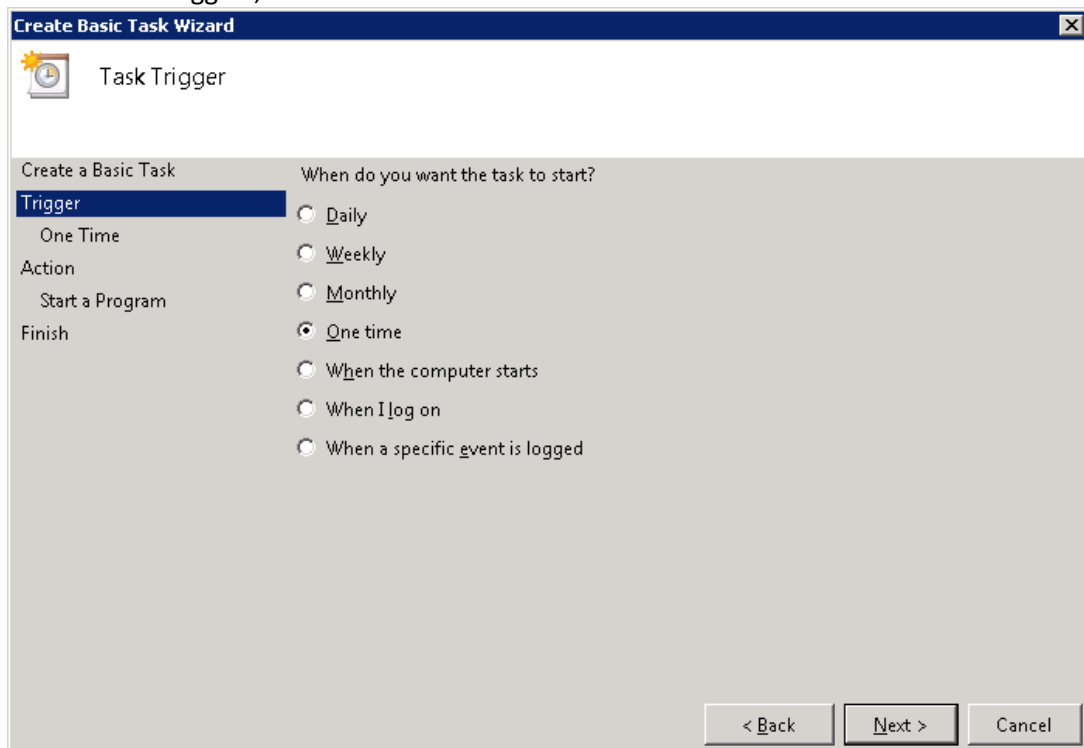 Create Basic Task Wizard
Task Trigger
Create a Basic Task
Trigger
One Time
Action
Start a Program
Finish
When do you want the task to start?
Daily
Weekly
Monthly
One time
When the computer starts
When I log on
When a specific event is logged
< Back
Next >
Cancel